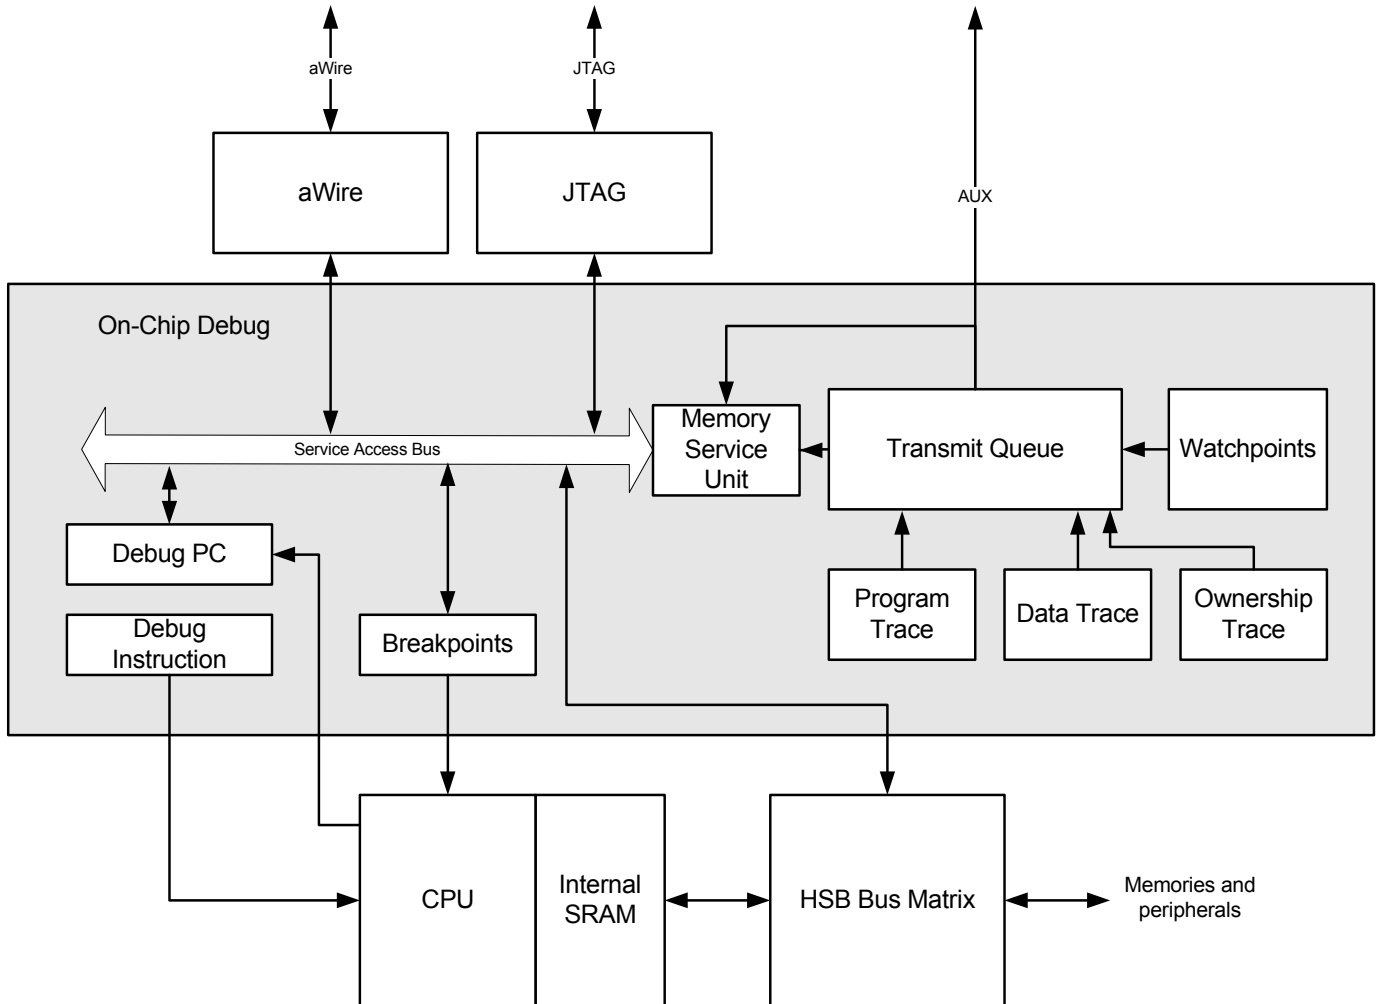 aWire
JTAG
aWire
JTAG
AUX
On-Chip Debug
Memory
Service
Unit
Transmit Queue
Watchpoints
Service Access Bus
Debug PC
Debug
Instruction
Breakpoints
Program
Trace
Data Trace
Ownership
Trace
CPU
Internal
SRAM
HSB Bus Matrix
Memories and
peripherals